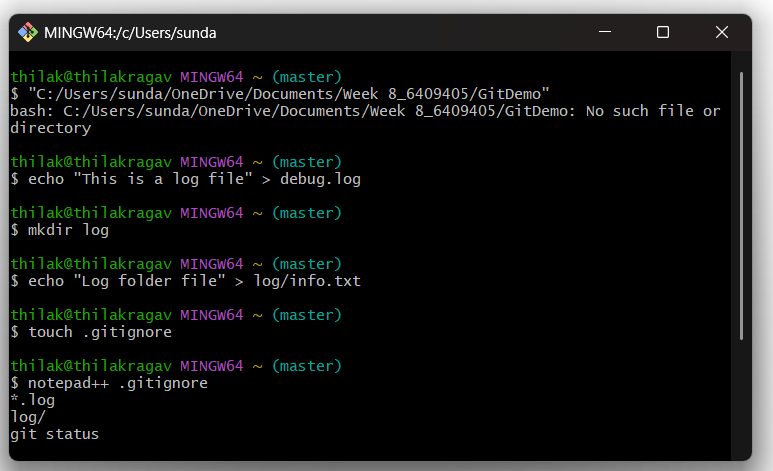 MINGW64:/c/Users/sunda
thilak@thilakragav MINGW64 ~ (master)
$ "C:/Users/sunda/OneDrive/Documents/Week 8_6409405/GitDemo"
bash: C:/Users/sunda/OneDrive/Documents/Week 8_6409405/GitDemo: No such file or
directory
thilak@thilakragav MINGW64 ~ (master)
$ echo "This is a log file" > debug.log
thilak@thilakragav MINGW64 ~ (master)
$ mkdir log
thilak@thilakragav MINGW64 ~ (master)
$ echo "Log folder file" > log/info.txt
thilak@thilakragav MINGW64 ~ (master)
$ touch .gitignore
thilak@thilakragav MINGW64 ~ (master)
$ notepad++ .gitignore
*.log
log/
git status